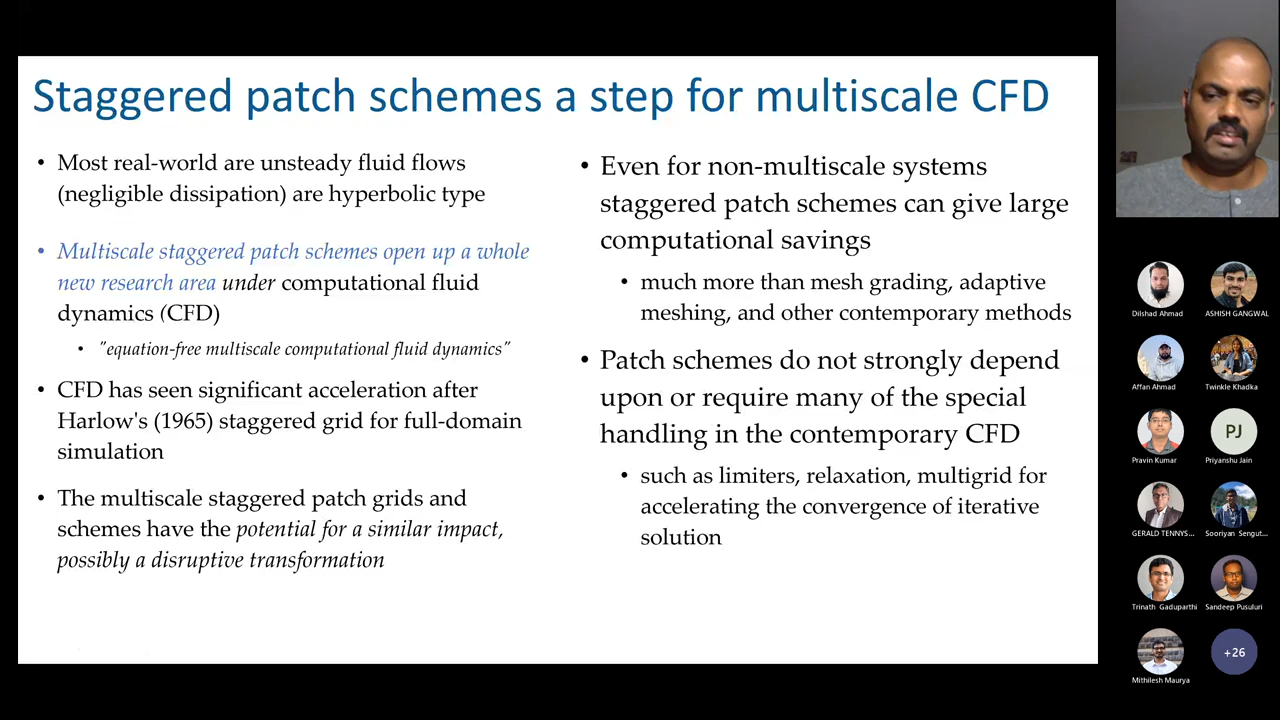 Staggered patch schemes a step for multiscale CFD
• Most real-world are unsteady fluid flows
(negligible dissipation) are hyperbolic type
• Multiscale staggered patch schemes open up a whole
new research area under computational fluid
dynamics (CFD)
• "equation-free multiscale computational fluid dynamics"
• CFD has seen significant acceleration after
Harlow's (1965) staggered grid for full-domain
simulation
• The multiscale staggered patch grids and
schemes have the potential for a similar impact,
possibly a disruptive transformation
• Even for non-multiscale systems
staggered patch schemes can give large
computational savings
• much more than mesh grading, adaptive
meshing, and other contemporary methods
• Patch schemes do not strongly depend
upon or require many of the special
handling in the contemporary CFD
• such as limiters, relaxation, multigrid for
accelerating the convergence of iterative
solution
Dilshad Ahmad
ASHISH GANGWAL
Affan Ahmad
Twinkle Khadka
PJ
Pravin Kumar
Priyanshu Jain
GERALD TENNYS...
Sooriyan Sengut...
Trinath Gaduparthi
Sandeep Pusuluri
+26
Mithilesh Maurya